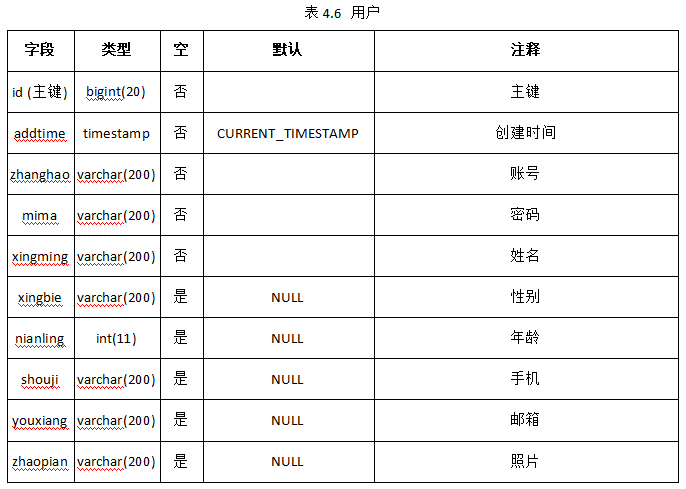 表 4.6 用户
字段 类型 空 默认 注释
id (主键) bigint(20) 否 主键
addtime timestamp 否 CURRENT_TIMESTAMP 创建时间
zhanghao varchar(200) 否 账号
mima varchar(200) 否 密码
xingming varchar(200) 否 姓名
xingbie varchar(200) 是 NULL 性别
nianling int(11) 是 NULL 年龄
shouji varchar(200) 是 NULL 手机
youxiang varchar(200) 是 NULL 邮箱
zhaopian varchar(200) 是 NULL 照片